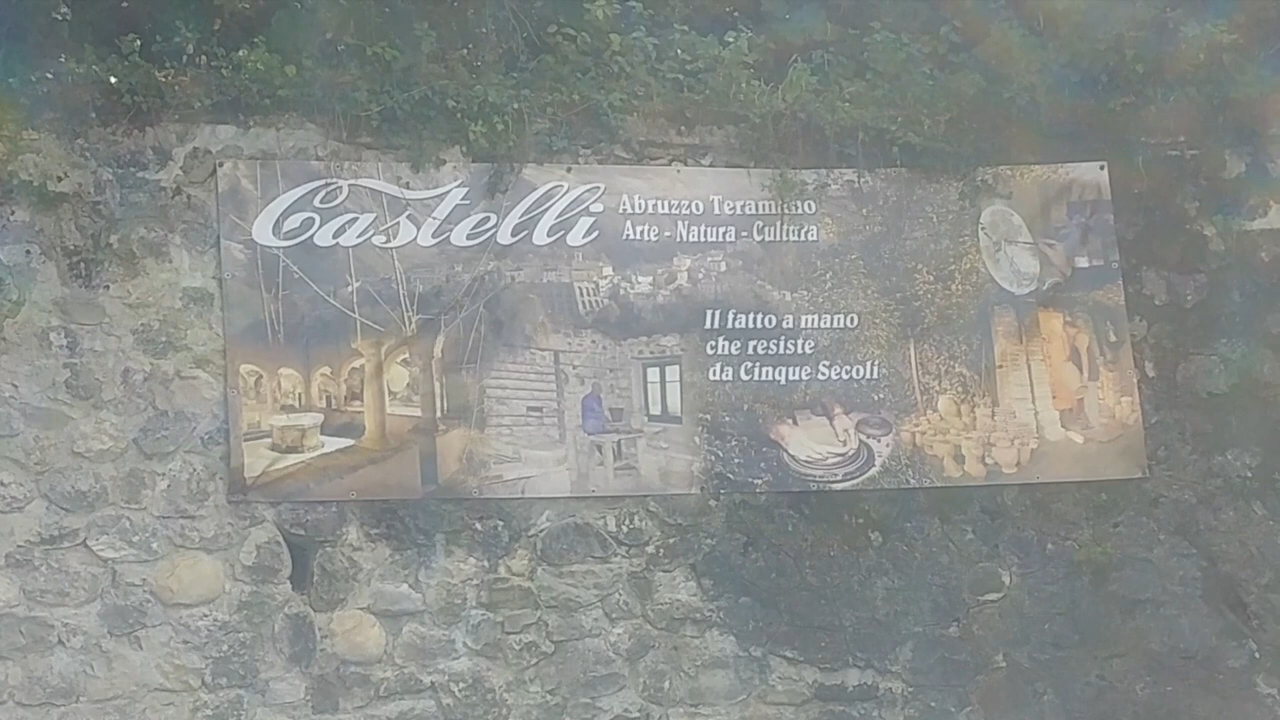 Castelli
Abruzzo Teramano
Arte - Natura - Cultura
Il fatto a mano
che resiste
da Cinque Secoli